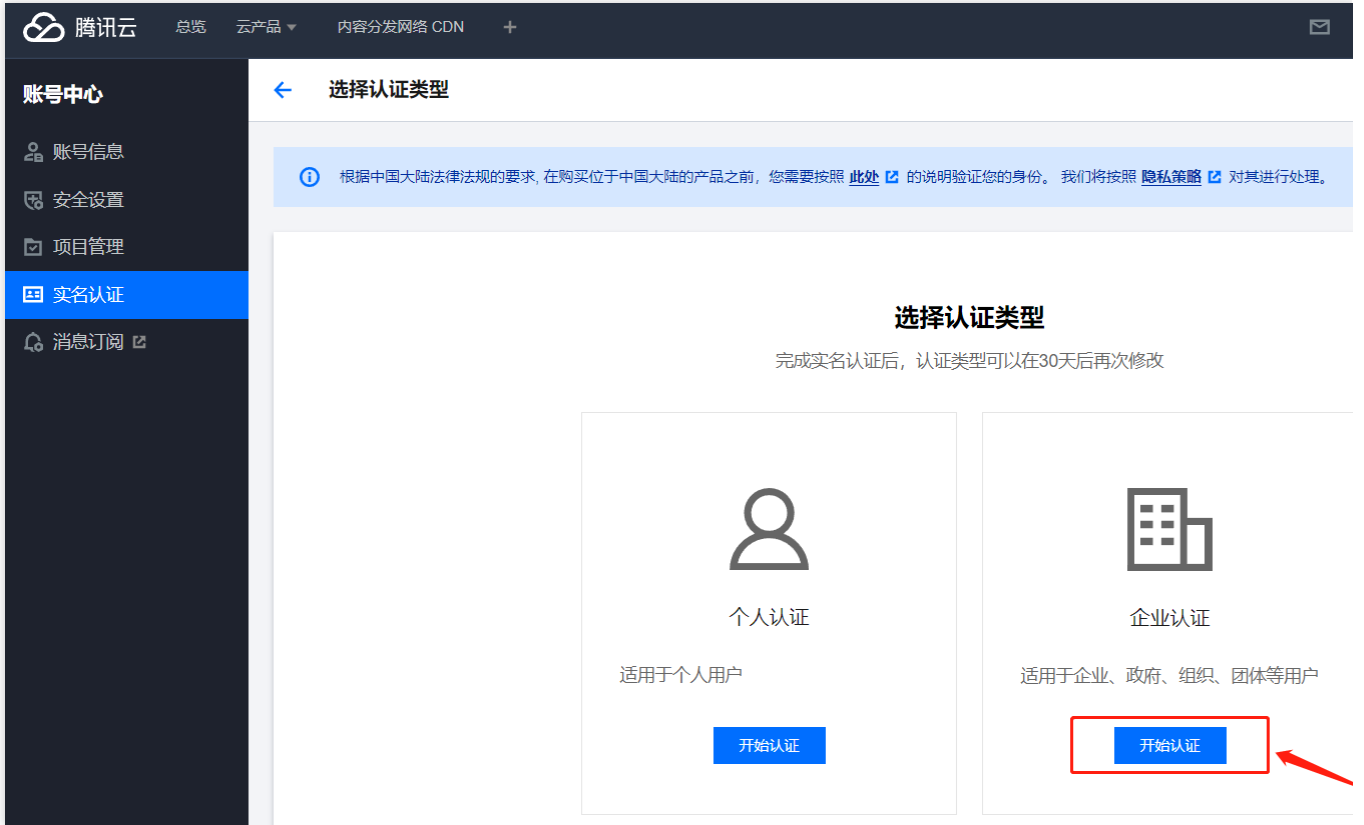 腾讯云 总览 云产品 内容分发网络 CDN +
账号中心
账号信息
安全设置
项目管理
实名认证
消息订阅
选择认证类型
根据中国大陆法律法规的要求, 在购买位于中国大陆的产品之前，您需要按照 此处 的说明验证您的身份。 我们将按照 隐私策略 对其进行处理。
选择认证类型
完成实名认证后，认证类型可以在30天后再次修改
个人认证
适用于个人用户
开始认证
企业认证
适用于企业、政府、组织、团体等用户
开始认证